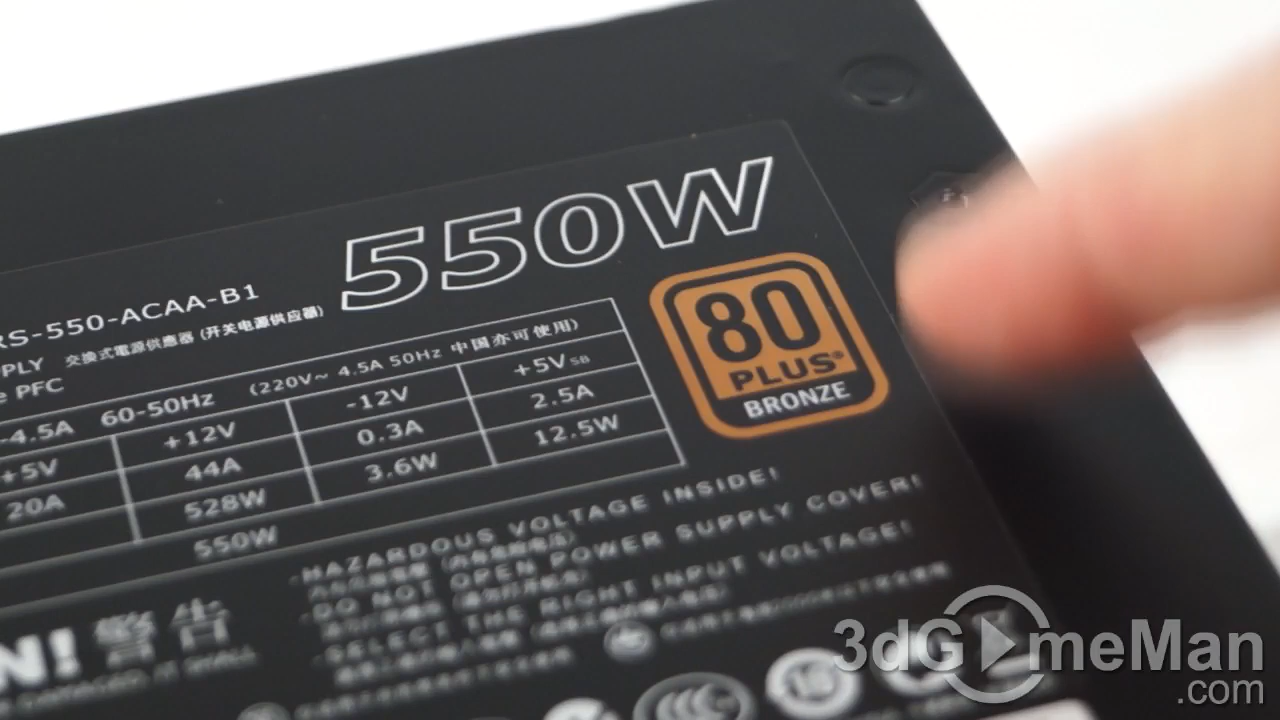 550W
RS-550-ACAA-B1
PLY 交換式電源供應器 (开关电源供应器)
e PFC
-4.5A 60-50Hz (220V~ 4.5A 50Hz 中国亦可使用)
+5V +12V -12V +5VSB
20A 44A 0.3A 2.5A
528W 3.6W 12.5W
550W
80
PLUS®
BRONZE
N! 警告
-HAZARDOUS VOLTAGE INSIDE!
-DO NOT OPEN POWER SUPPLY COVER!
-SELECT THE RIGHT INPUT VOLTAGE!
3dGameMan
.com